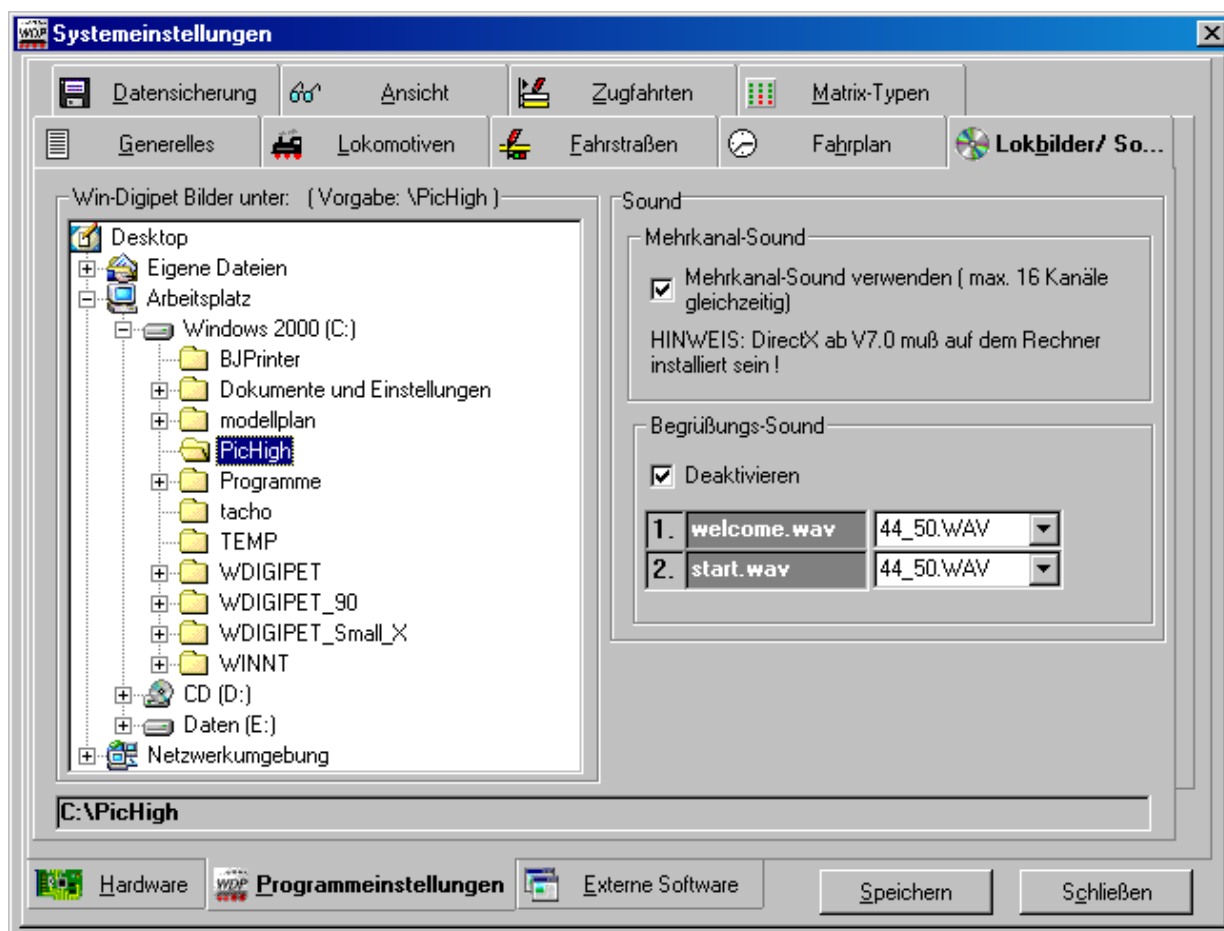 WDP Systemeinstellungen
Datensicherung
Ansicht
Zugfahrten
Matrix-Typen
Generelles
Lokomotiven
Fahrstraßen
Fahrplan
Lokbilder/ So...
Win-Digipet Bilder unter: ( Vorgabe: \PicHigh )
Desktop
Eigene Dateien
Arbeitsplatz
Windows 2000 (C:)
BJPrinter
Dokumente und Einstellungen
modellplan
PicHigh
Programme
tacho
TEMP
WDIGIPET
WDIGIPET_90
WDIGIPET_Small_X
WINNT
CD (D:)
Daten (E:)
Netzwerkumgebung
Sound
Mehrkanal-Sound
Mehrkanal-Sound verwenden ( max. 16 Kanäle
gleichzeitig)
HINWEIS: DirectX ab V7.0 muß auf dem Rechner
installiert sein !
Begrüßungs-Sound
Deaktivieren
1. welcome.wav 44_50.WAV
2. start.wav 44_50.WAV
C:\PicHigh
Hardware
WDP Programmeinstellungen
Externe Software
Speichern
Schließen